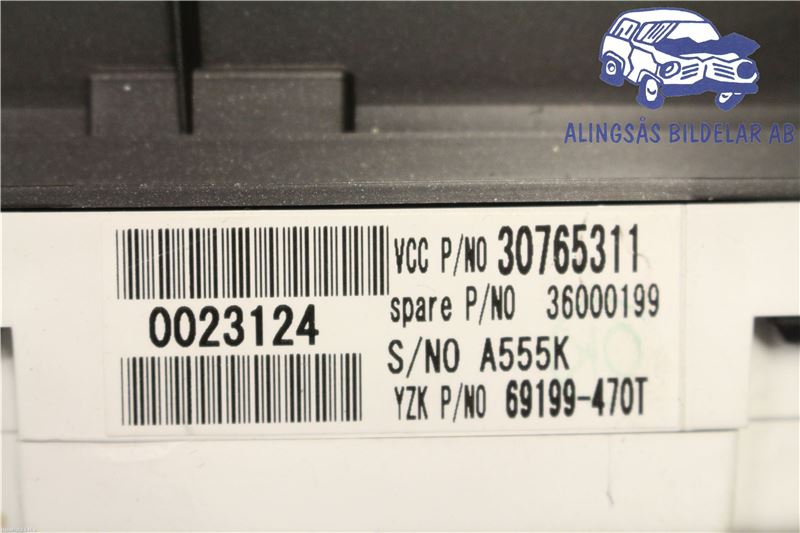 ALINGSÅS BILDELAR AB
VCC P/NO 30765311
spare P/NO 36000199
0023124
S/NO A555K
YZK P/NO 69199-470T